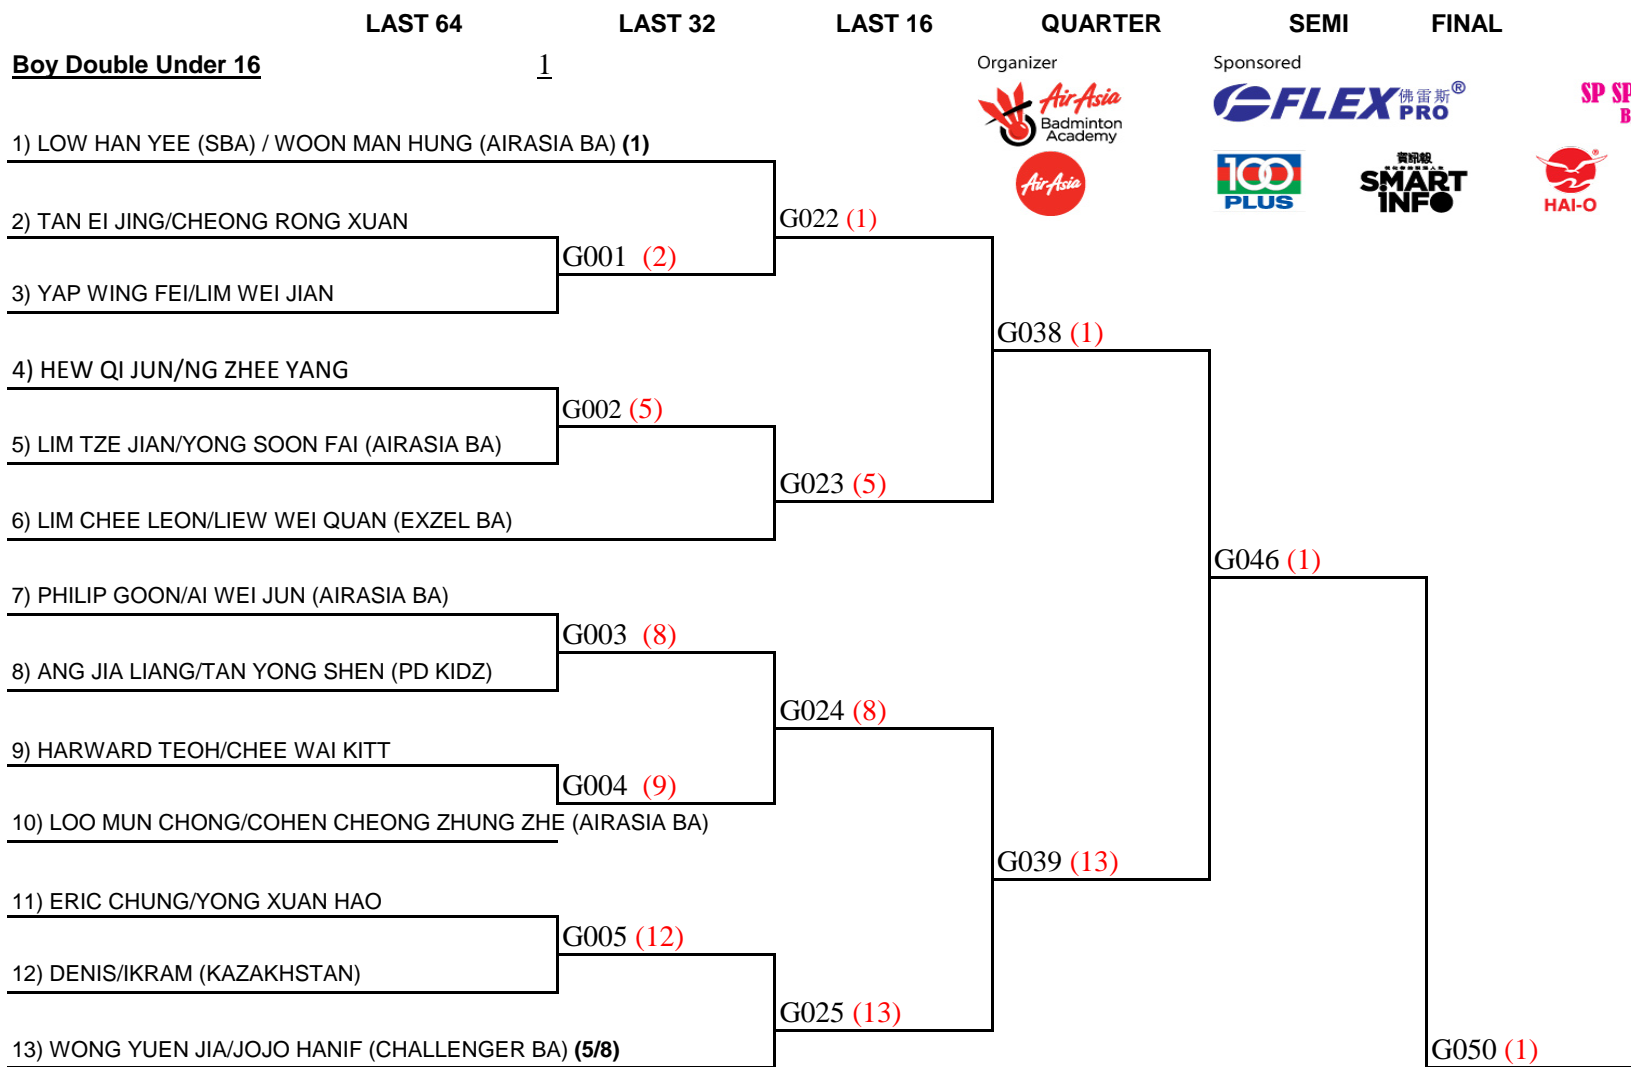 LAST 64 LAST 32 LAST 16 QUARTER SEMI FINAL
Boy Double Under 16 1
Organizer Sponsored
AirAsia Badminton Academy
FLEX PRO 佛雷斯®
1) LOW HAN YEE (SBA) / WOON MAN HUNG (AIRASIA BA) (1)
AirAsia
100 PLUS
SMART INFO
HAI-O
2) TAN EI JING/CHEONG RONG XUAN
G022 (1)
G001 (2)
3) YAP WING FEI/LIM WEI JIAN
G038 (1)
4) HEW QI JUN/NG ZHEE YANG
G002 (5)
5) LIM TZE JIAN/YONG SOON FAI (AIRASIA BA)
G023 (5)
6) LIM CHEE LEON/LIEW WEI QUAN (EXZEL BA)
G046 (1)
7) PHILIP GOON/AI WEI JUN (AIRASIA BA)
G003 (8)
8) ANG JIA LIANG/TAN YONG SHEN (PD KIDZ)
G024 (8)
9) HARWARD TEOH/CHEE WAI KITT
G004 (9)
10) LOO MUN CHONG/COHEN CHEONG ZHUNG ZHE (AIRASIA BA)
G039 (13)
11) ERIC CHUNG/YONG XUAN HAO
G005 (12)
12) DENIS/IKRAM (KAZAKHSTAN)
G025 (13)
13) WONG YUEN JIA/JOJO HANIF (CHALLENGER BA) (5/8)
G050 (1)